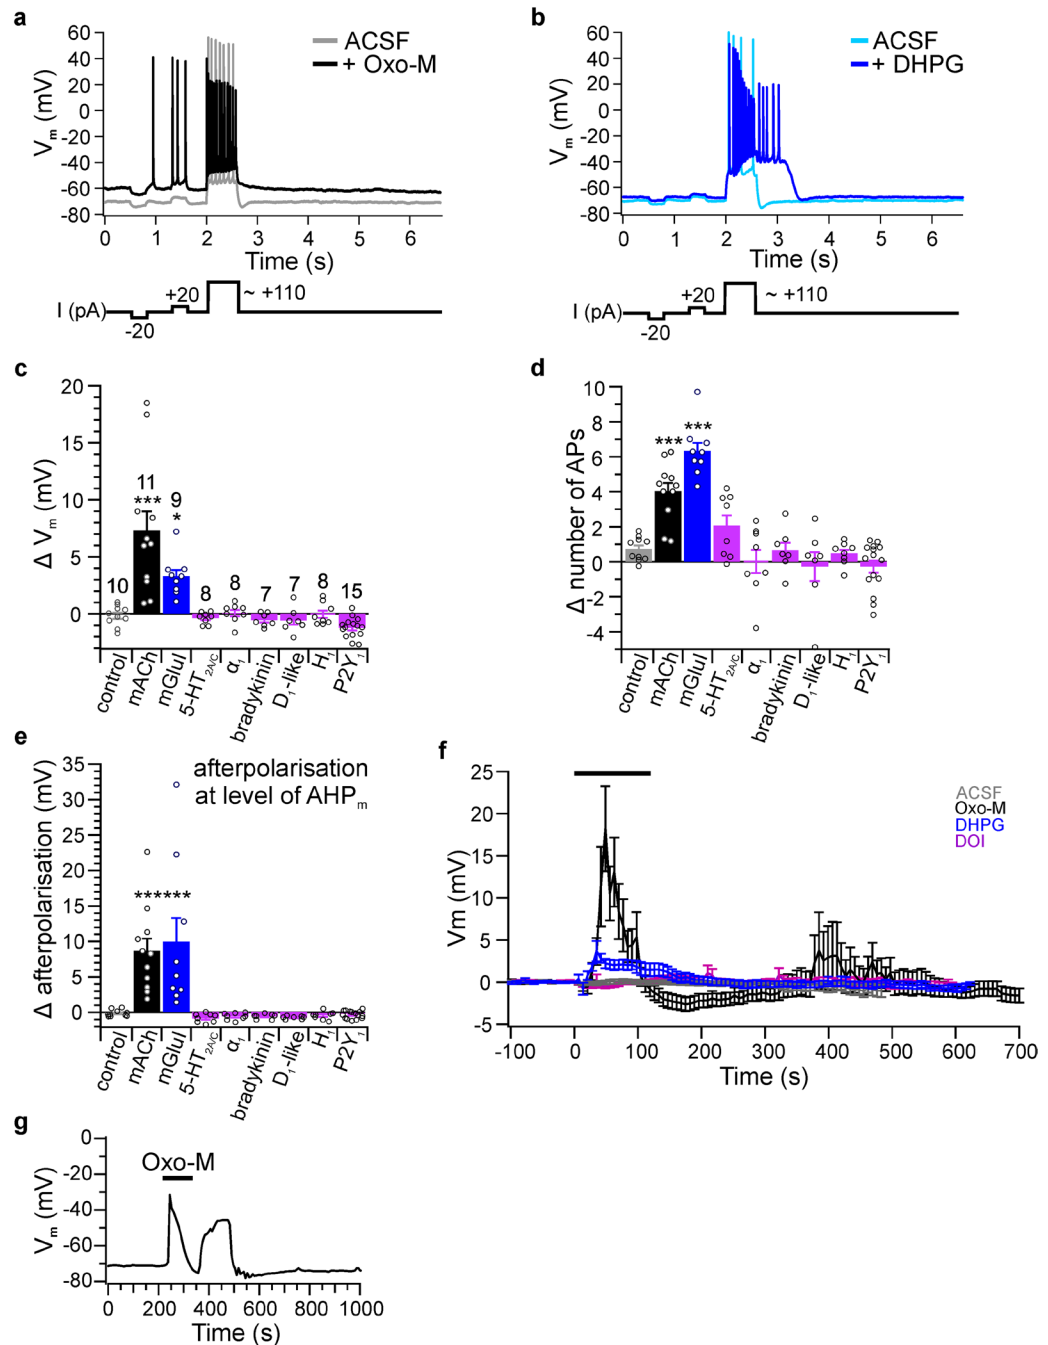 a
60
40
20
0
-20
-40
-60
-80
Vm (mV)
ACSF
+ Oxo-M
0 1 2 3 4 5 6
Time (s)
I (pA)
-20
+20
~ +110
b
60
40
20
0
-20
-40
-60
-80
Vm (mV)
ACSF
+ DHPG
0 1 2 3 4 5 6
Time (s)
I (pA)
-20
+20
~ +110
c
20
15
10
5
0
Δ Vm (mV)
10
11
***
9
*
8
8
7
7
8
15
control
mACh
mGluI
5-HT2A/C
α1
bradykinin
D1-like
H1
P2Y1
d
10
8
6
4
2
0
-2
-4
Δ number of APs
***
***
control
mACh
mGluI
5-HT2A/C
α1
bradykinin
D1-like
H1
P2Y1
e
35
30
25
20
15
10
5
0
Δ afterpolarisation (mV)
afterpolarisation
at level of AHPm
******
control
mACh
mGluI
5-HT2A/C
α1
bradykinin
D1-like
H1
P2Y1
f
25
20
15
10
5
0
-5
Vm (mV)
ACSF
Oxo-M
DHPG
DOI
-100 0 100 200 300 400 500 600 700
Time (s)
g
0
-20
-40
-60
-80
Vm (mV)
Oxo-M
0 200 400 600 800 1000
Time (s)